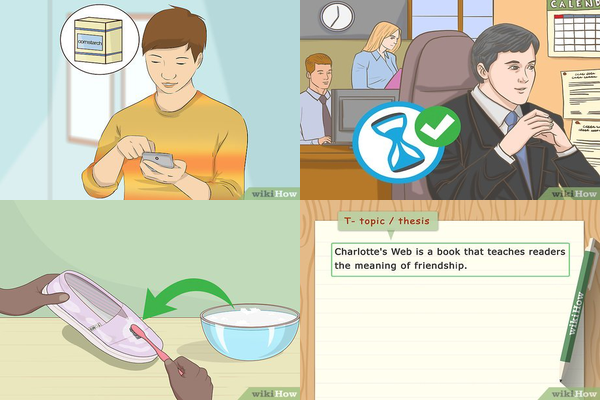 cornstarch
wikiHow
CALENDAR
wikiHow
wikiHow
T- topic / thesis
Charlotte's Web is a book that teaches readers
the meaning of friendship.
wikiHow
wikiHow